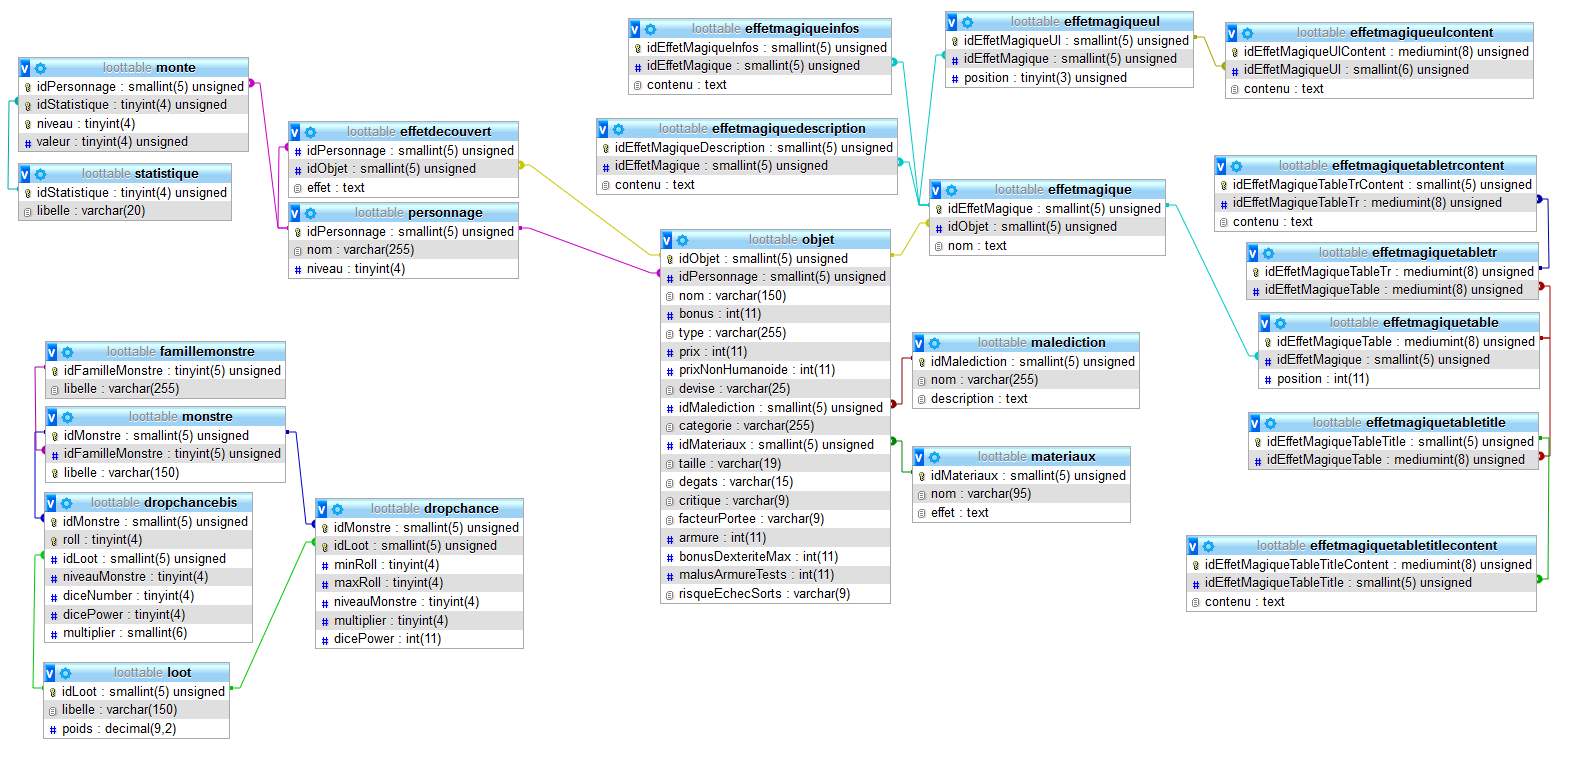 loottable monte
idPersonnage : smallint(5) unsigned
idStatistique : tinyint(4) unsigned
niveau : tinyint(4)
valeur : tinyint(4) unsigned
loottable statistique
idStatistique : tinyint(4) unsigned
libelle : varchar(20)
loottable effetdecouvert
idPersonnage : smallint(5) unsigned
idObjet : smallint(5) unsigned
effet : text
loottable personnage
idPersonnage : smallint(5) unsigned
nom : varchar(255)
niveau : tinyint(4)
loottable effetmagiqueinfos
idEffetMagiqueInfos : smallint(5) unsigned
idEffetMagique : smallint(5) unsigned
contenu : text
loottable effetmagiquedescription
idEffetMagiqueDescription : smallint(5) unsigned
idEffetMagique : smallint(5) unsigned
contenu : text
loottable effetmagiqueul
idEffetMagiqueUl : smallint(5) unsigned
idEffetMagique : smallint(5) unsigned
position : tinyint(3) unsigned
loottable effetmagiqueulcontent
idEffetMagiqueUlContent : mediumint(8) unsigned
idEffetMagiqueUl : smallint(6) unsigned
contenu : text
loottable effetmagique
idEffetMagique : smallint(5) unsigned
idObjet : smallint(5) unsigned
nom : text
loottable effetmagiquetabletrcontent
idEffetMagiqueTableTrContent : smallint(5) unsigned
idEffetMagiqueTableTr : mediumint(8) unsigned
contenu : text
loottable effetmagiquetabletr
idEffetMagiqueTableTr : mediumint(8) unsigned
idEffetMagiqueTable : mediumint(8) unsigned
loottable effetmagiquetable
idEffetMagiqueTable : mediumint(8) unsigned
idEffetMagique : smallint(5) unsigned
position : int(11)
loottable effetmagiquetabletitle
idEffetMagiqueTableTitle : smallint(5) unsigned
idEffetMagiqueTable : mediumint(8) unsigned
loottable effetmagiquetabletitlecontent
idEffetMagiqueTableTitleContent : mediumint(8) unsigned
idEffetMagiqueTableTitle : smallint(5) unsigned
contenu : text
loottable objet
idObjet : smallint(5) unsigned
idPersonnage : smallint(5) unsigned
nom : varchar(150)
bonus : int(11)
type : varchar(255)
prix : int(11)
prixNonHumanoide : int(11)
devise : varchar(25)
idMalediction : smallint(5) unsigned
categorie : varchar(255)
idMateriaux : smallint(5) unsigned
taille : varchar(19)
degats : varchar(15)
critique : varchar(9)
facteurPortee : varchar(9)
armure : int(11)
bonusDexteriteMax : int(11)
malusArmureTests : int(11)
risqueEchecSorts : varchar(9)
loottable malediction
idMalediction : smallint(5) unsigned
nom : varchar(255)
description : text
loottable materiaux
idMateriaux : smallint(5) unsigned
nom : varchar(95)
effet : text
loottable famillemonstre
idFamilleMonstre : tinyint(5) unsigned
libelle : varchar(255)
loottable monstre
idMonstre : smallint(5) unsigned
idFamilleMonstre : tinyint(5) unsigned
libelle : varchar(150)
loottable dropchancebis
idMonstre : smallint(5) unsigned
roll : tinyint(4)
idLoot : smallint(5) unsigned
niveauMonstre : tinyint(4)
diceNumber : tinyint(4)
dicePower : tinyint(4)
multiplier : smallint(6)
loottable dropchance
idMonstre : smallint(5) unsigned
idLoot : smallint(5) unsigned
minRoll : tinyint(4)
maxRoll : tinyint(4)
niveauMonstre : tinyint(4)
multiplier : tinyint(4)
dicePower : int(11)
loottable loot
idLoot : smallint(5) unsigned
libelle : varchar(150)
poids : decimal(9,2)